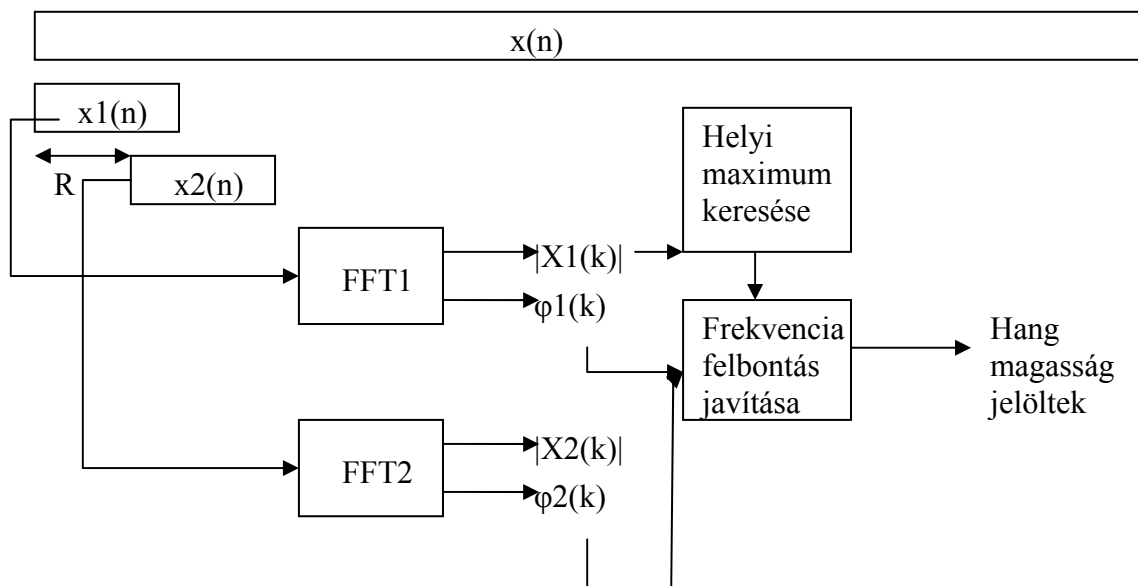 x(n)
x1(n)
R
x2(n)
Helyi
maximum
keresése
FFT1
|X1(k)|
φ1(k)
Frekvencia
felbontás
javítása
Hang
magasság
jelöltek
FFT2
|X2(k)|
φ2(k)